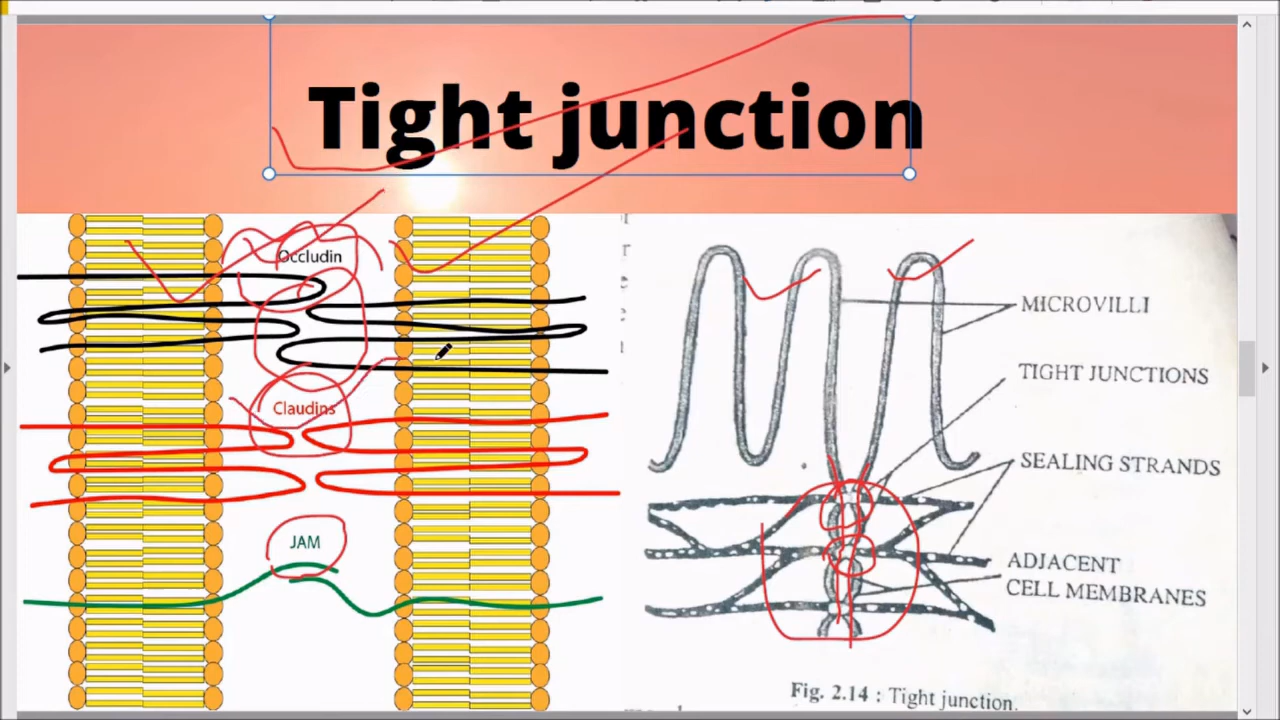 Tight junction
Occludin
Claudins
JAM
MICROVILLI
TIGHT JUNCTIONS
SEALING STRANDS
ADJACENT
CELL MEMBRANES
Fig. 2.14 : Tight junction.